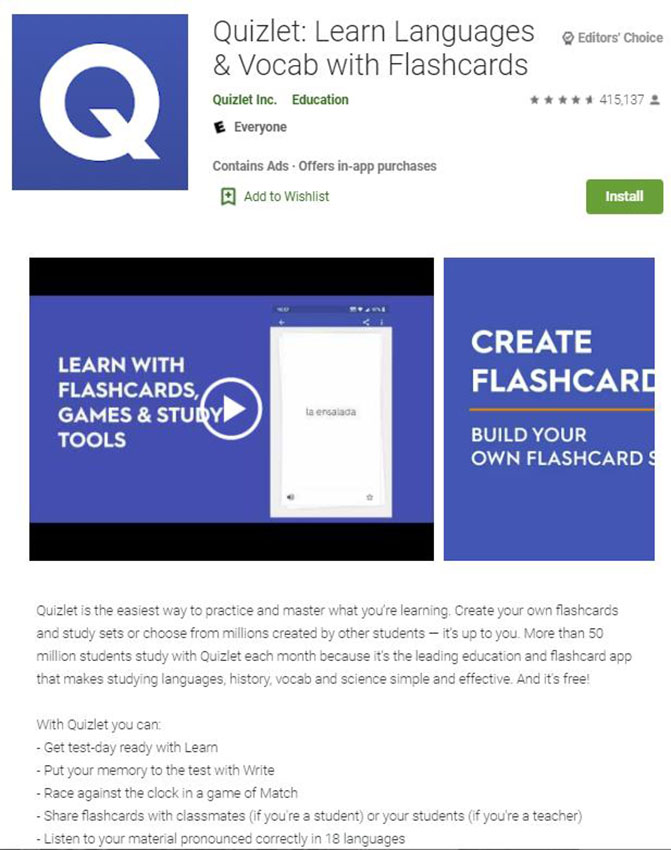 Q
Quizlet: Learn Languages
& Vocab with Flashcards
Editors' Choice
Quizlet Inc. Education
415,137
E Everyone
Contains Ads · Offers in-app purchases
Add to Wishlist
Install
LEARN WITH
FLASHCARDS,
GAMES & STUDY
TOOLS
la ensalada
CREATE
FLASHCARD
BUILD YOUR
OWN FLASHCARD S
Quizlet is the easiest way to practice and master what you're learning. Create your own flashcards
and study sets or choose from millions created by other students — it's up to you. More than 50
million students study with Quizlet each month because it's the leading education and flashcard app
that makes studying languages, history, vocab and science simple and effective. And it's free!
With Quizlet you can:
- Get test-day ready with Learn
- Put your memory to the test with Write
- Race against the clock in a game of Match
- Share flashcards with classmates (if you're a student) or your students (if you're a teacher)
- Listen to your material pronounced correctly in 18 languages